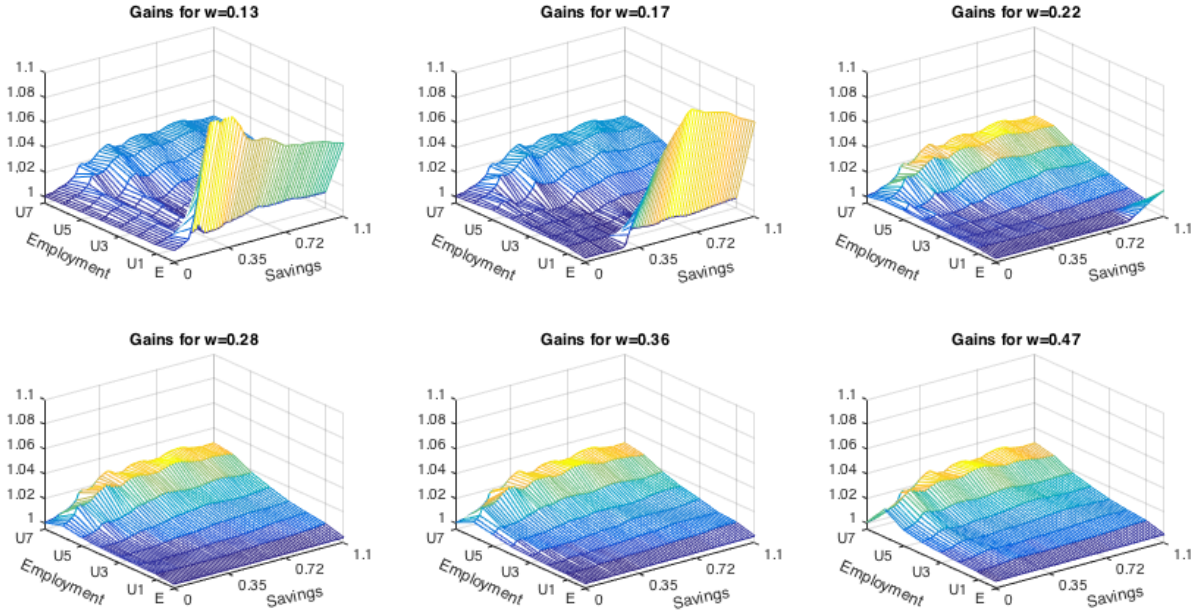 Gains for w=0.13
1.1
1.08
1.06
1.04
1.02
1
U7
U5
U3
U1
E
Employment
0
0.35
0.72
1.1
Savings
Gains for w=0.17
1.1
1.08
1.06
1.04
1.02
1
U7
U5
U3
U1
E
Employment
0
0.35
0.72
1.1
Savings
Gains for w=0.22
1.1
1.08
1.06
1.04
1.02
1
U7
U5
U3
U1
E
Employment
0
0.35
0.72
1.1
Savings
Gains for w=0.28
1.1
1.08
1.06
1.04
1.02
1
U7
U5
U3
U1
E
Employment
0
0.35
0.72
1.1
Savings
Gains for w=0.36
1.1
1.08
1.06
1.04
1.02
1
U7
U5
U3
U1
E
Employment
0
0.35
0.72
1.1
Savings
Gains for w=0.47
1.1
1.08
1.06
1.04
1.02
1
U7
U5
U3
U1
E
Employment
0
0.35
0.72
1.1
Savings